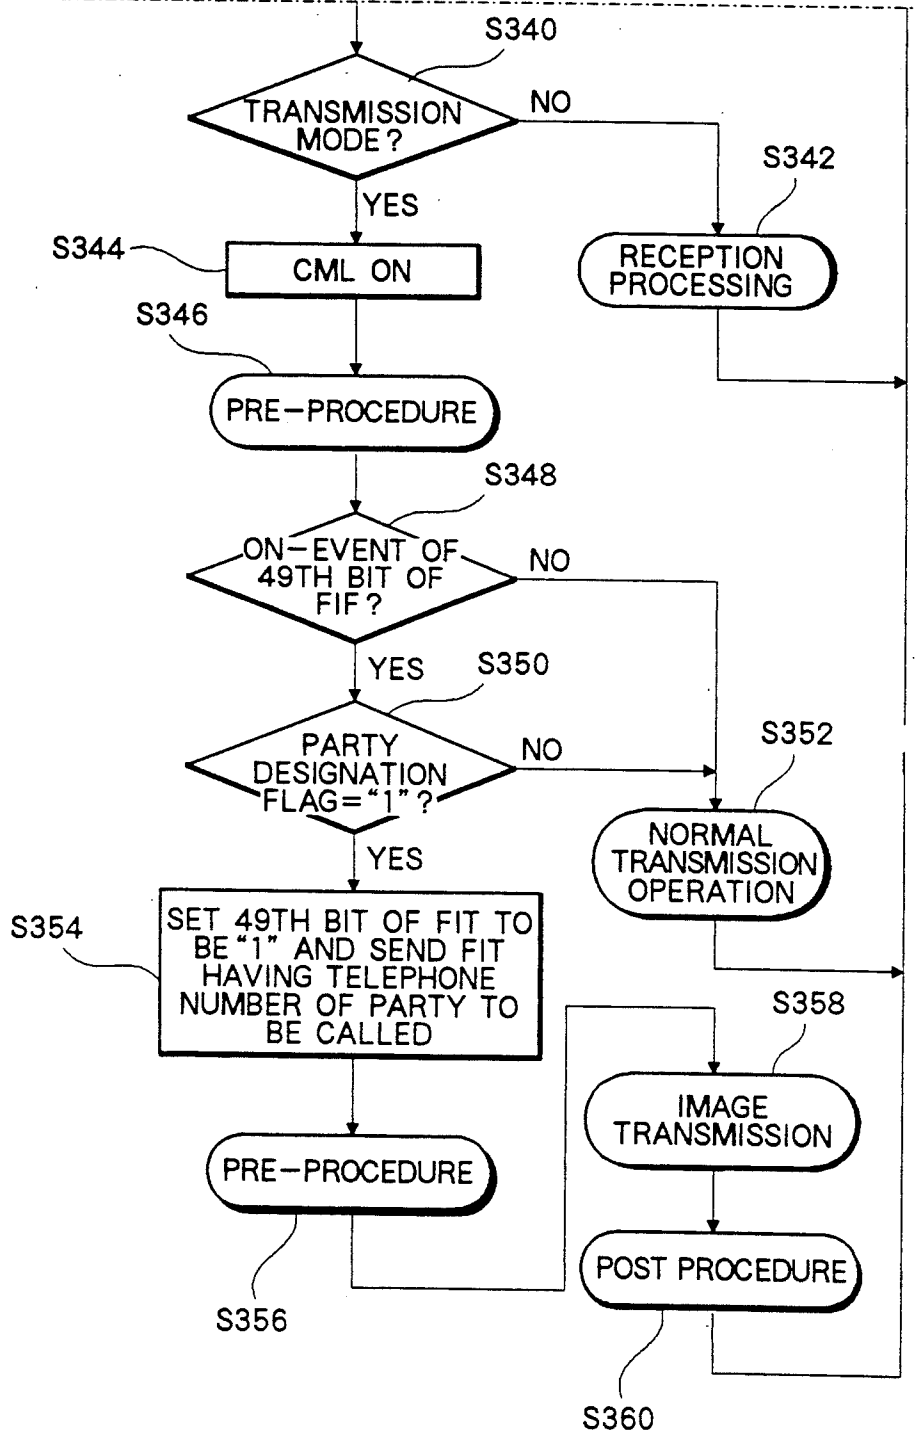 S340
TRANSMISSION
MODE?
NO
YES
S342
RECEPTION
PROCESSING
S344
CML ON
S346
PRE-PROCEDURE
S348
ON-EVENT OF
49TH BIT OF
FIF?
NO
YES
S350
PARTY
DESIGNATION
FLAG="1"?
NO
YES
S352
NORMAL
TRANSMISSION
OPERATION
S354
SET 49TH BIT OF FIT TO
BE "1" AND SEND FIT
HAVING TELEPHONE
NUMBER OF PARTY TO
BE CALLED
S356
PRE-PROCEDURE
S358
IMAGE
TRANSMISSION
POST PROCEDURE
S360